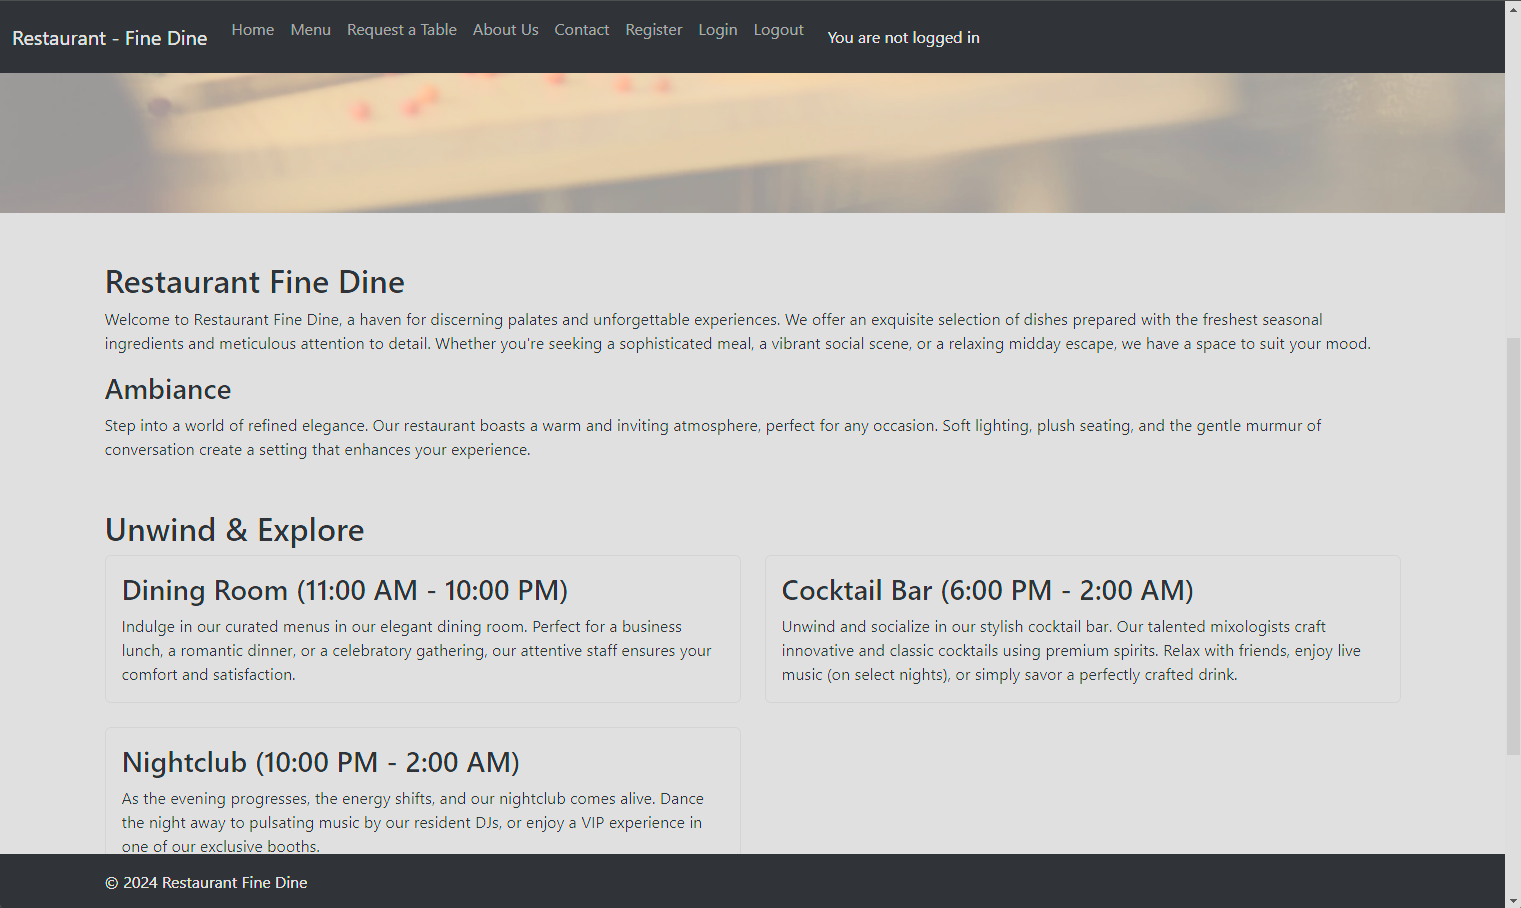 Restaurant - Fine Dine Home Menu Request a Table About Us Contact Register Login Logout You are not logged in
Restaurant Fine Dine
Welcome to Restaurant Fine Dine, a haven for discerning palates and unforgettable experiences. We offer an exquisite selection of dishes prepared with the freshest seasonal
ingredients and meticulous attention to detail. Whether you're seeking a sophisticated meal, a vibrant social scene, or a relaxing midday escape, we have a space to suit your mood.
Ambiance
Step into a world of refined elegance. Our restaurant boasts a warm and inviting atmosphere, perfect for any occasion. Soft lighting, plush seating, and the gentle murmur of
conversation create a setting that enhances your experience.
Unwind & Explore
Dining Room (11:00 AM - 10:00 PM)
Indulge in our curated menus in our elegant dining room. Perfect for a business
lunch, a romantic dinner, or a celebratory gathering, our attentive staff ensures your
comfort and satisfaction.
Cocktail Bar (6:00 PM - 2:00 AM)
Unwind and socialize in our stylish cocktail bar. Our talented mixologists craft
innovative and classic cocktails using premium spirits. Relax with friends, enjoy live
music (on select nights), or simply savor a perfectly crafted drink.
Nightclub (10:00 PM - 2:00 AM)
As the evening progresses, the energy shifts, and our nightclub comes alive. Dance
the night away to pulsating music by our resident DJs, or enjoy a VIP experience in
one of our exclusive booths.
© 2024 Restaurant Fine Dine